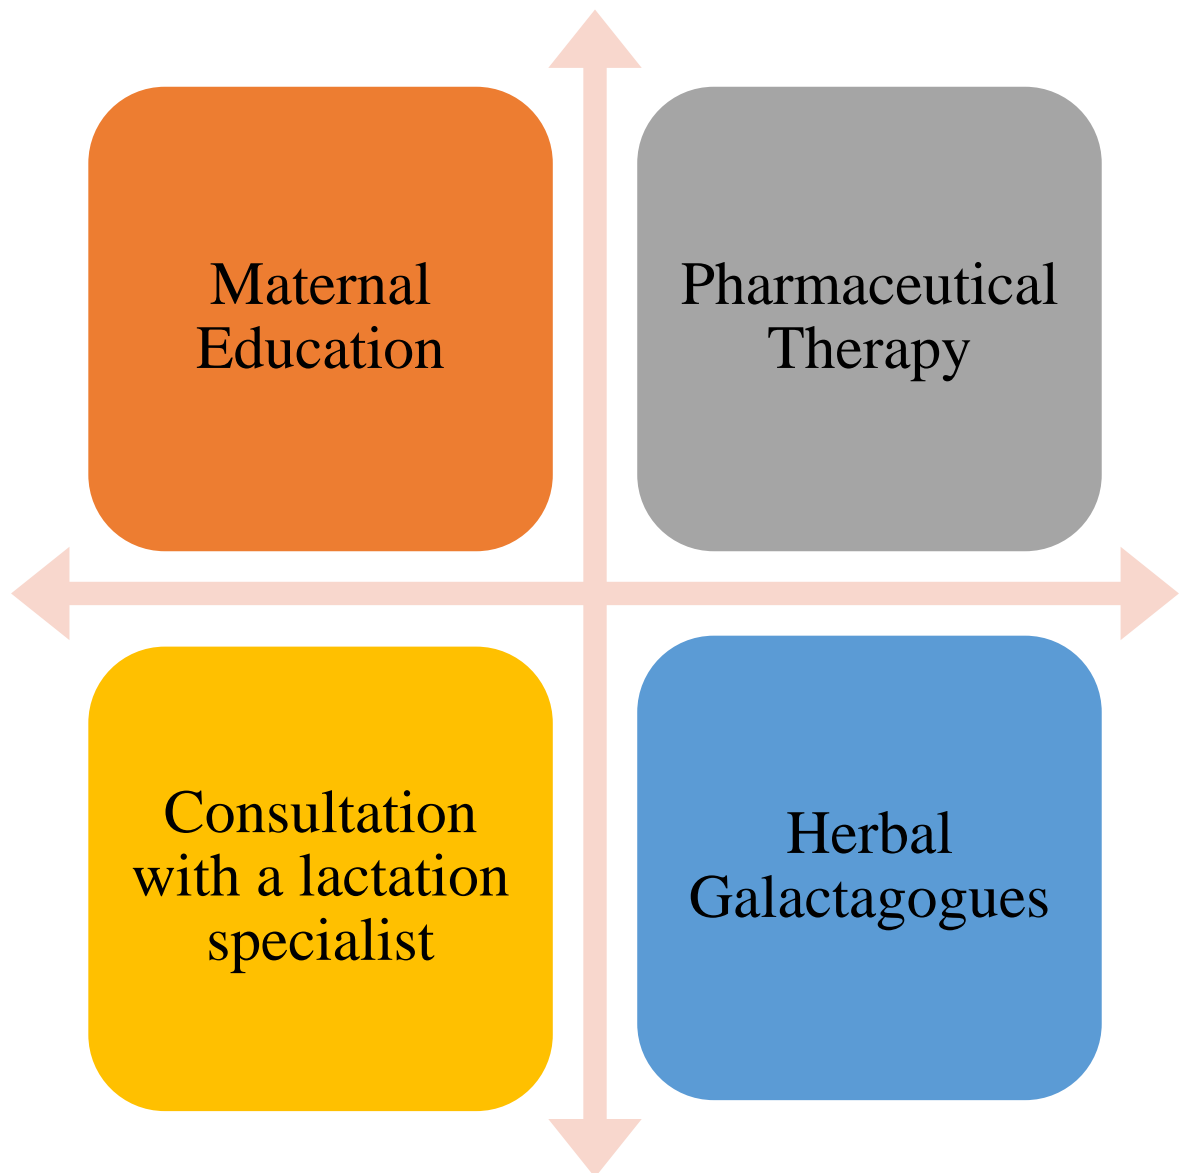 Maternal
Education
Pharmaceutical
Therapy
Consultation
with a lactation
specialist
Herbal
Galactagogues